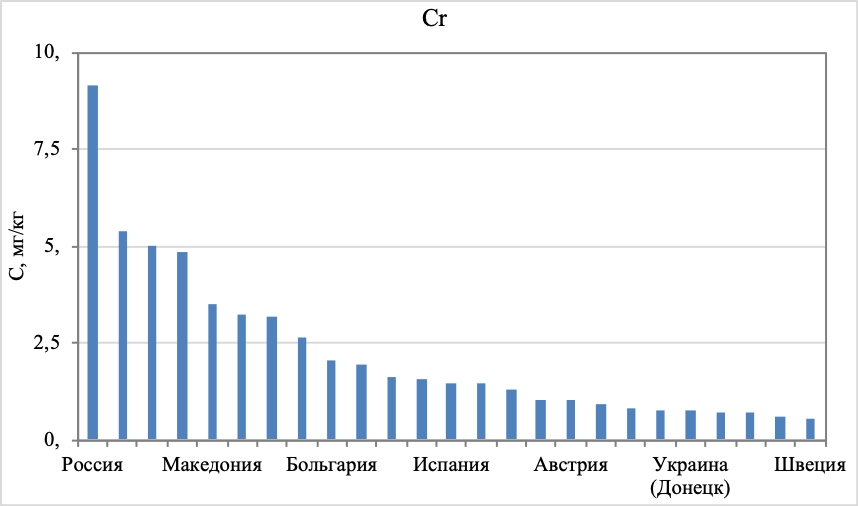 Cr
10,
7,5
5,
2,5
0,
С, мг/кг
Россия Македония Больгария Испания Австрия Украина Швеция
(Донецк)